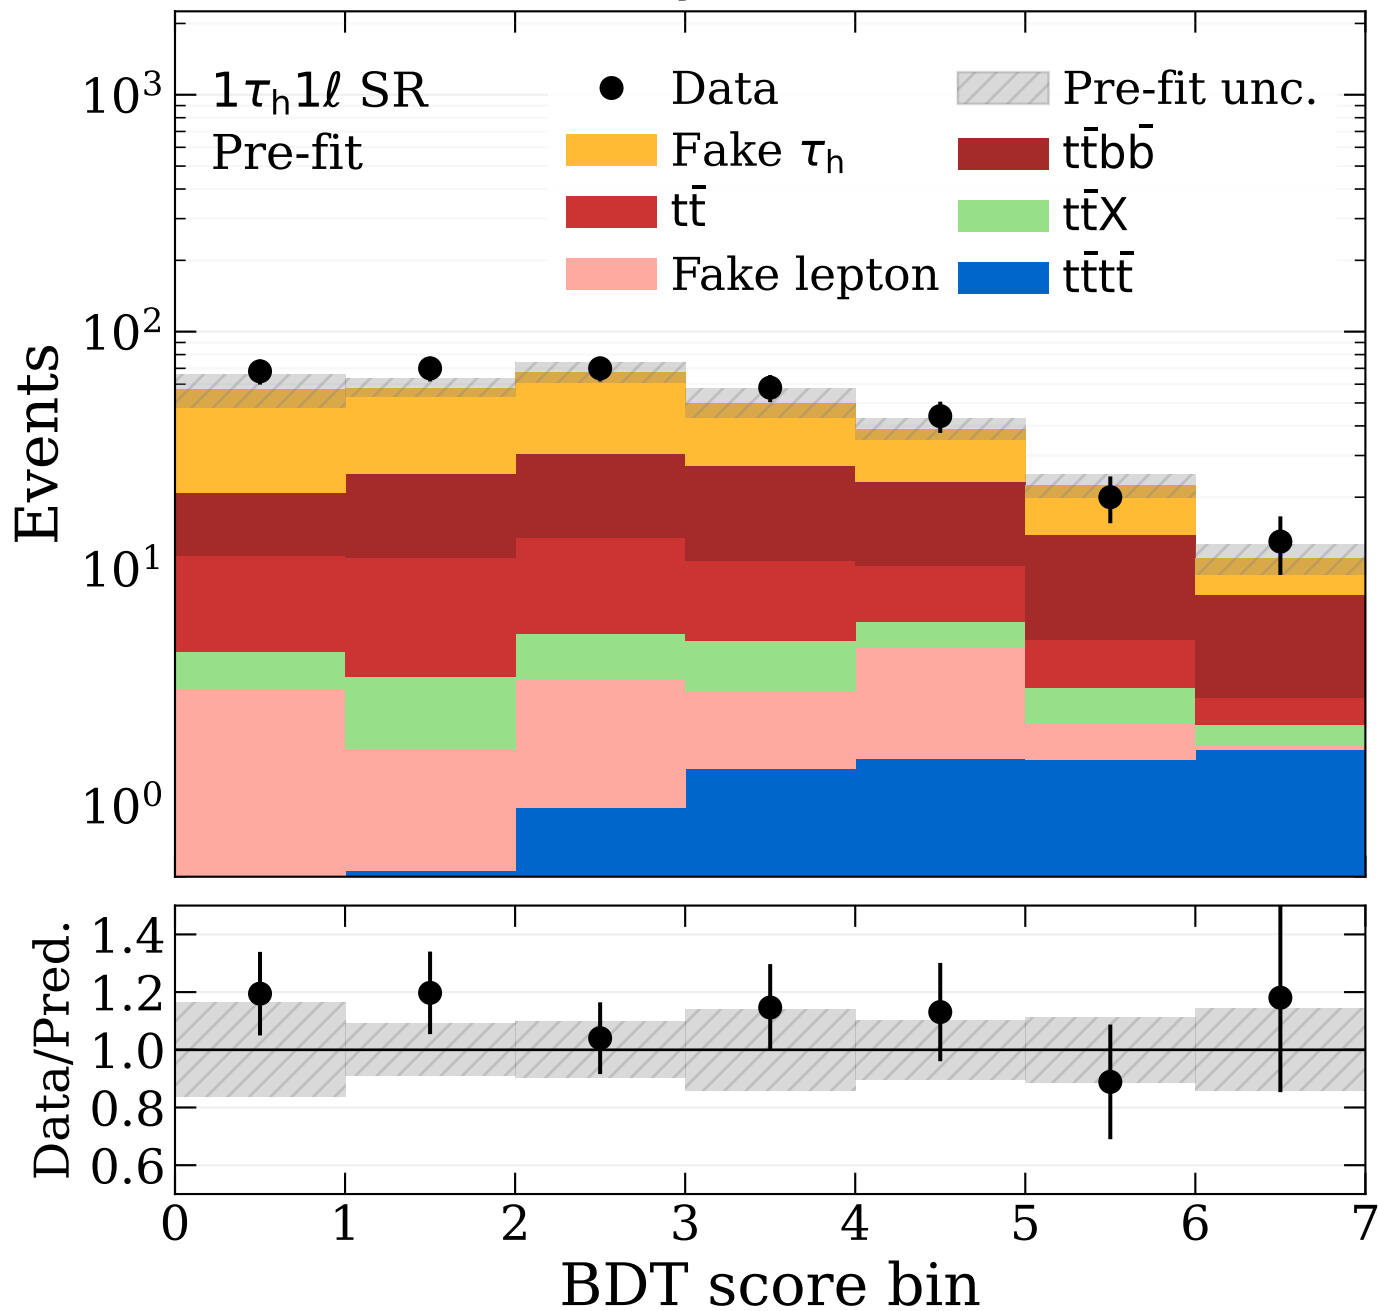 1τₕ1ℓ SR
Pre-fit
Data
Fake τₕ
tt̄
Fake lepton
Pre-fit unc.
tt̄bb̄
tt̄X
tt̄tt̄
Events
10³
10²
10¹
10⁰
Data/Pred.
1.4
1.2
1.0
0.8
0.6
0 1 2 3 4 5 6 7
BDT score bin